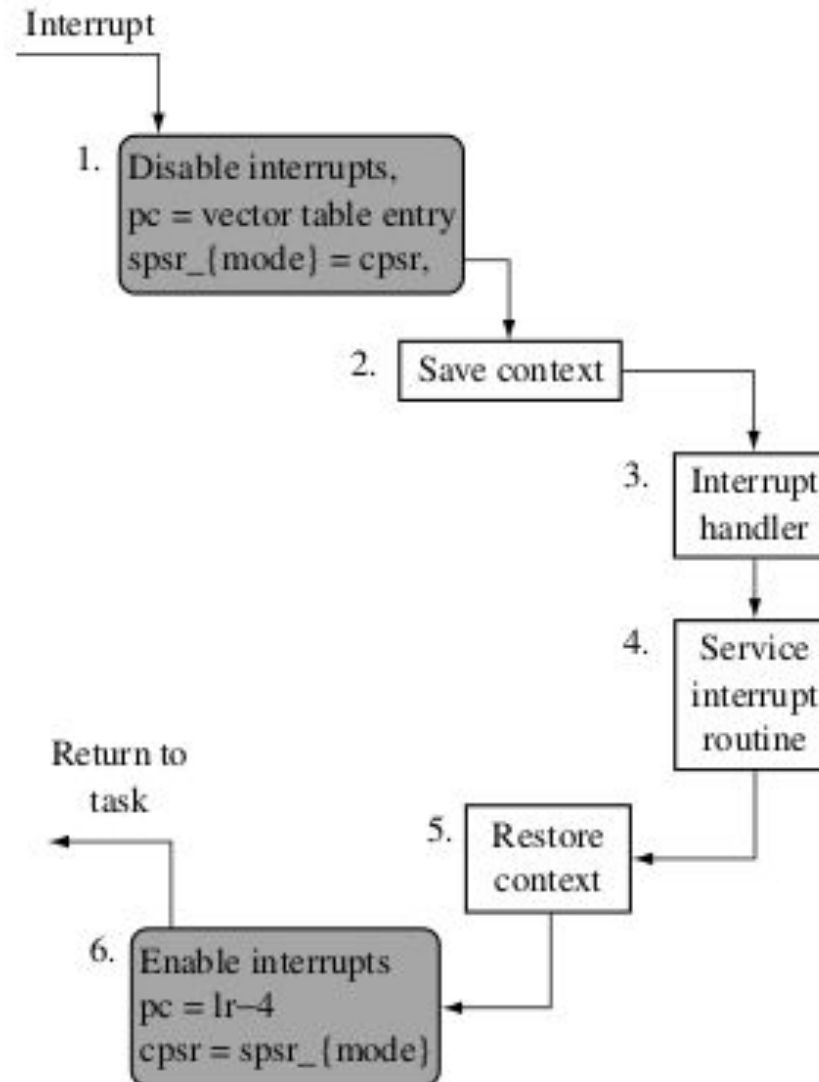 Interrupt
1.
Disable interrupts,
pc = vector table entry
spsr_{mode} = cpsr,
2.
Save context
3.
Interrupt
handler
4.
Service
interrupt
routine
Return to
task
5.
Restore
context
6.
Enable interrupts
pc = lr–4
cpsr = spsr_{mode}